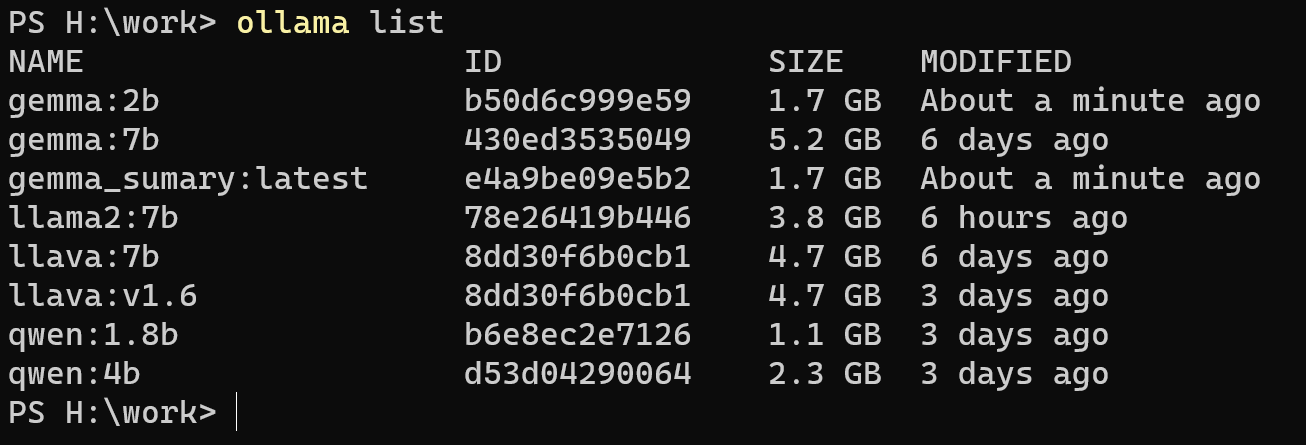 PS H:\work> ollama list
NAME ID SIZE MODIFIED
gemma:2b b50d6c999e59 1.7 GB About a minute ago
gemma:7b 430ed3535049 5.2 GB 6 days ago
gemma_sumary:latest e4a9be09e5b2 1.7 GB About a minute ago
llama2:7b 78e26419b446 3.8 GB 6 hours ago
llava:7b 8dd30f6b0cb1 4.7 GB 6 days ago
llava:v1.6 8dd30f6b0cb1 4.7 GB 3 days ago
qwen:1.8b b6e8ec2e7126 1.1 GB 3 days ago
qwen:4b d53d04290064 2.3 GB 3 days ago
PS H:\work>